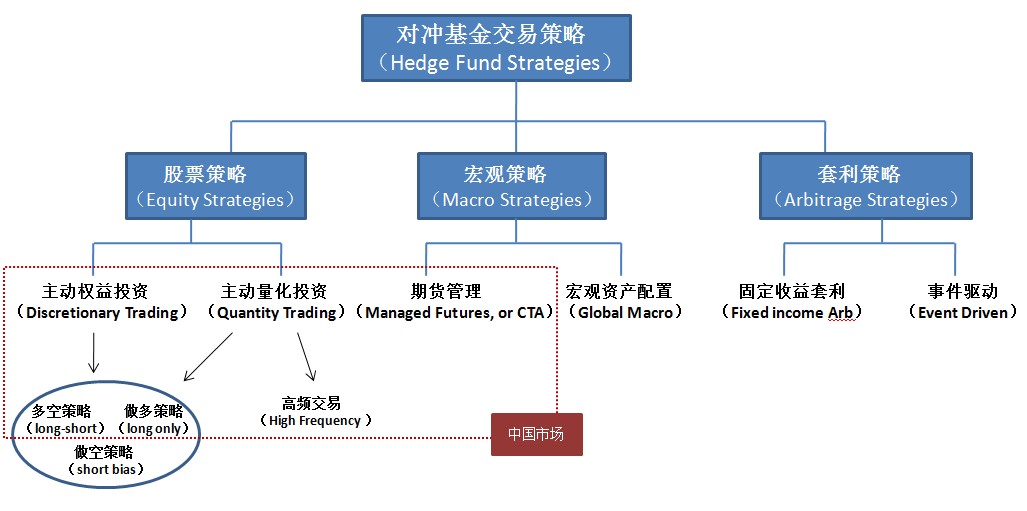 对冲基金交易策略
（Hedge Fund Strategies）
股票策略
（Equity Strategies）
宏观策略
（Macro Strategies）
套利策略
（Arbitrage Strategies）
主动权益投资
（Discretionary Trading）
主动量化投资
（Quantity Trading）
期货管理
（Managed Futures, or CTA）
宏观资产配置
（Global Macro）
固定收益套利
（Fixed income Arb）
事件驱动
（Event Driven）
多空策略
（long-short）
做多策略
（long only）
做空策略
（short bias）
高频交易
（High Frequency）
中国市场